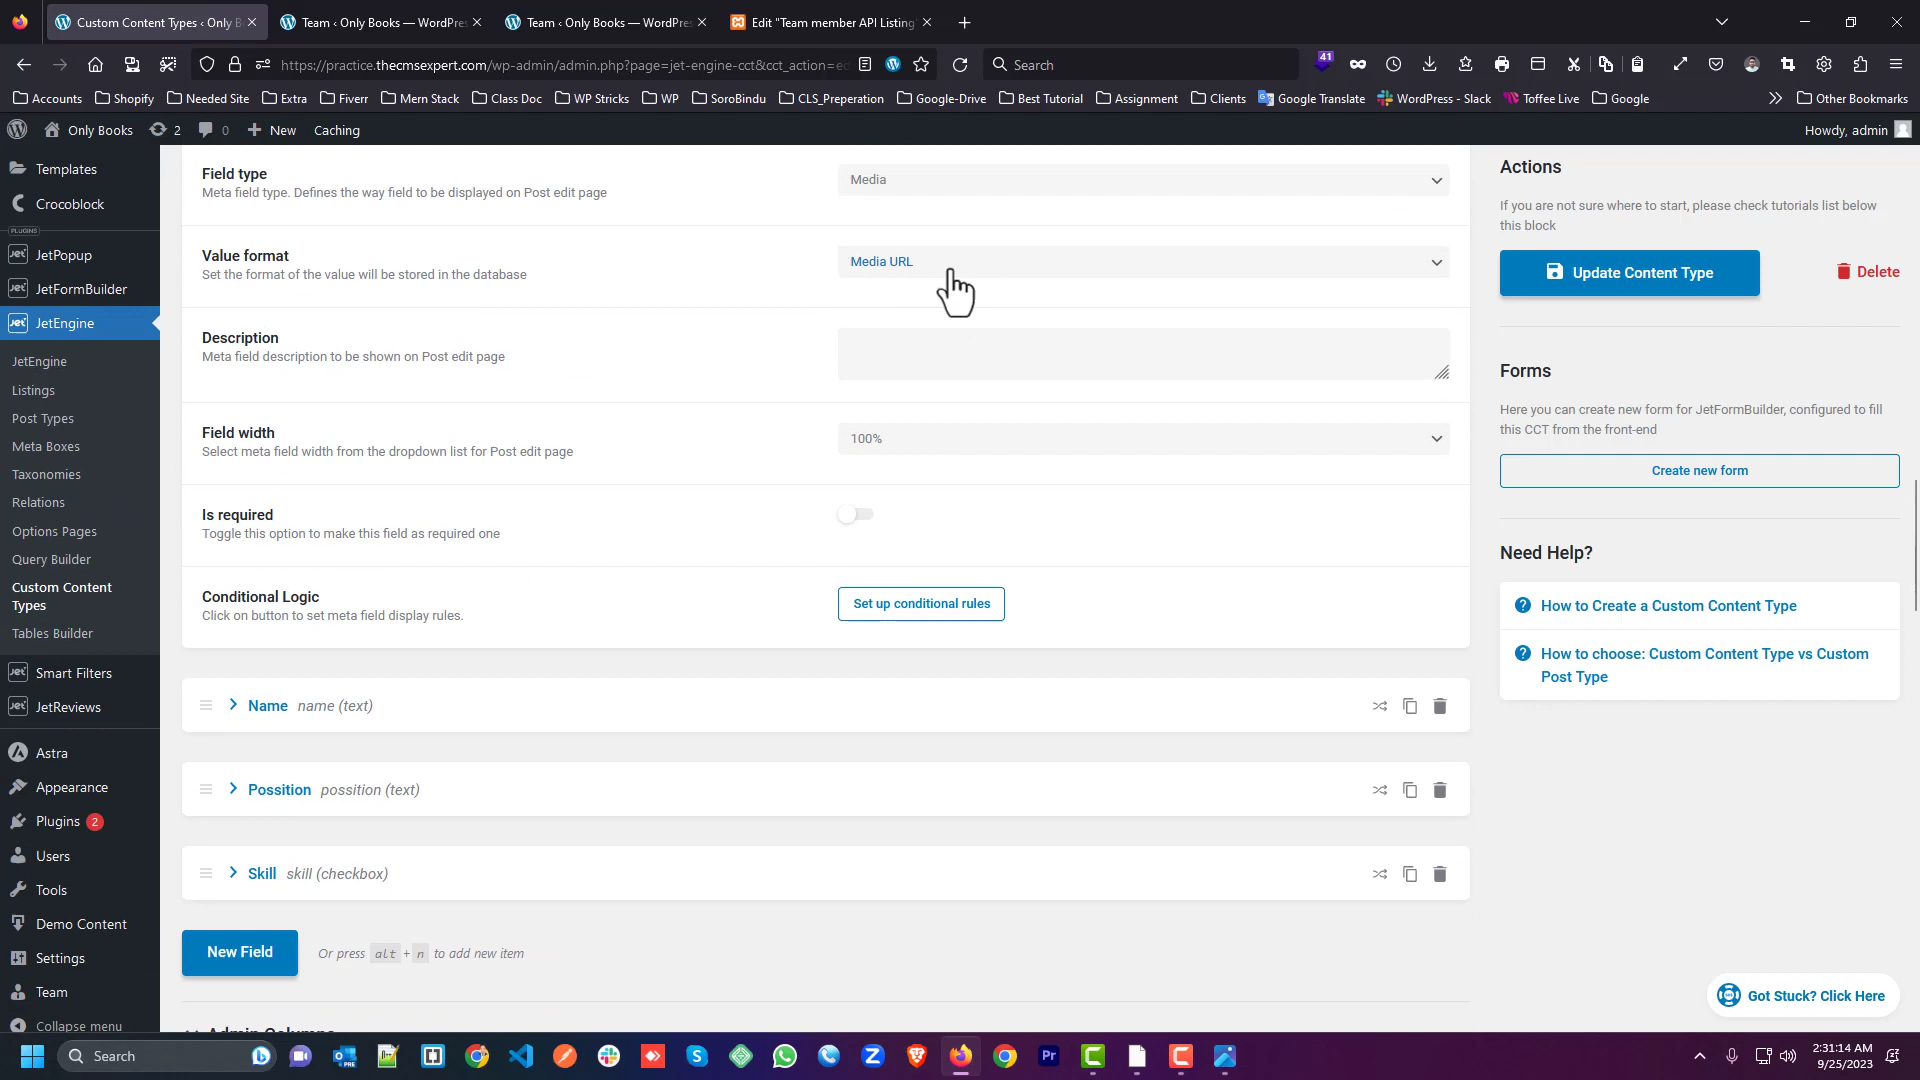 Custom Content Types ‹ Only B
Team ‹ Only Books — WordPres
Team ‹ Only Books — WordPres
Edit "Team member API Listing"
https://practice.thecmsexpert.com/wp-admin/admin.php?page=jet-engine-cct&cct_action=e
Search
41
Accounts
Shopify
Needed Site
Extra
Fiverr
Mern Stack
Class Doc
WP Stricks
WP
SoroBindu
CLS_Preperation
Google-Drive
Best Tutorial
Assignment
Clients
Google Translate
WordPress - Slack
Toffee Live
Google
Other Bookmarks
Only Books
2
0
New
Caching
Howdy, admin
Templates
Crocoblock
PLUGINS
JetPopup
JetFormBuilder
JetEngine
JetEngine
Listings
Post Types
Meta Boxes
Taxonomies
Relations
Options Pages
Query Builder
Custom Content
Types
Tables Builder
Smart Filters
JetReviews
Astra
Appearance
Plugins 2
Users
Tools
Demo Content
Settings
Team
Collapse menu
Field type
Meta field type. Defines the way field to be displayed on Post edit page
Media
Value format
Set the format of the value will be stored in the database
Media URL
Description
Meta field description to be shown on Post edit page
Field width
Select meta field width from the dropdown list for Post edit page
100%
Is required
Toggle this option to make this field as required one
Conditional Logic
Click on button to set meta field display rules.
Set up conditional rules
Name name (text)
Possition possition (text)
Skill skill (checkbox)
New Field
Or press alt + n to add new item
Admin Columns
Actions
If you are not sure where to start, please check tutorials list below
this block
Update Content Type
Delete
Forms
Here you can create new form for JetFormBuilder, configured to fill
this CCT from the front-end
Create new form
Need Help?
How to Create a Custom Content Type
How to choose: Custom Content Type vs Custom
Post Type
Got Stuck? Click Here
Search
2:31:14 AM
9/25/2023